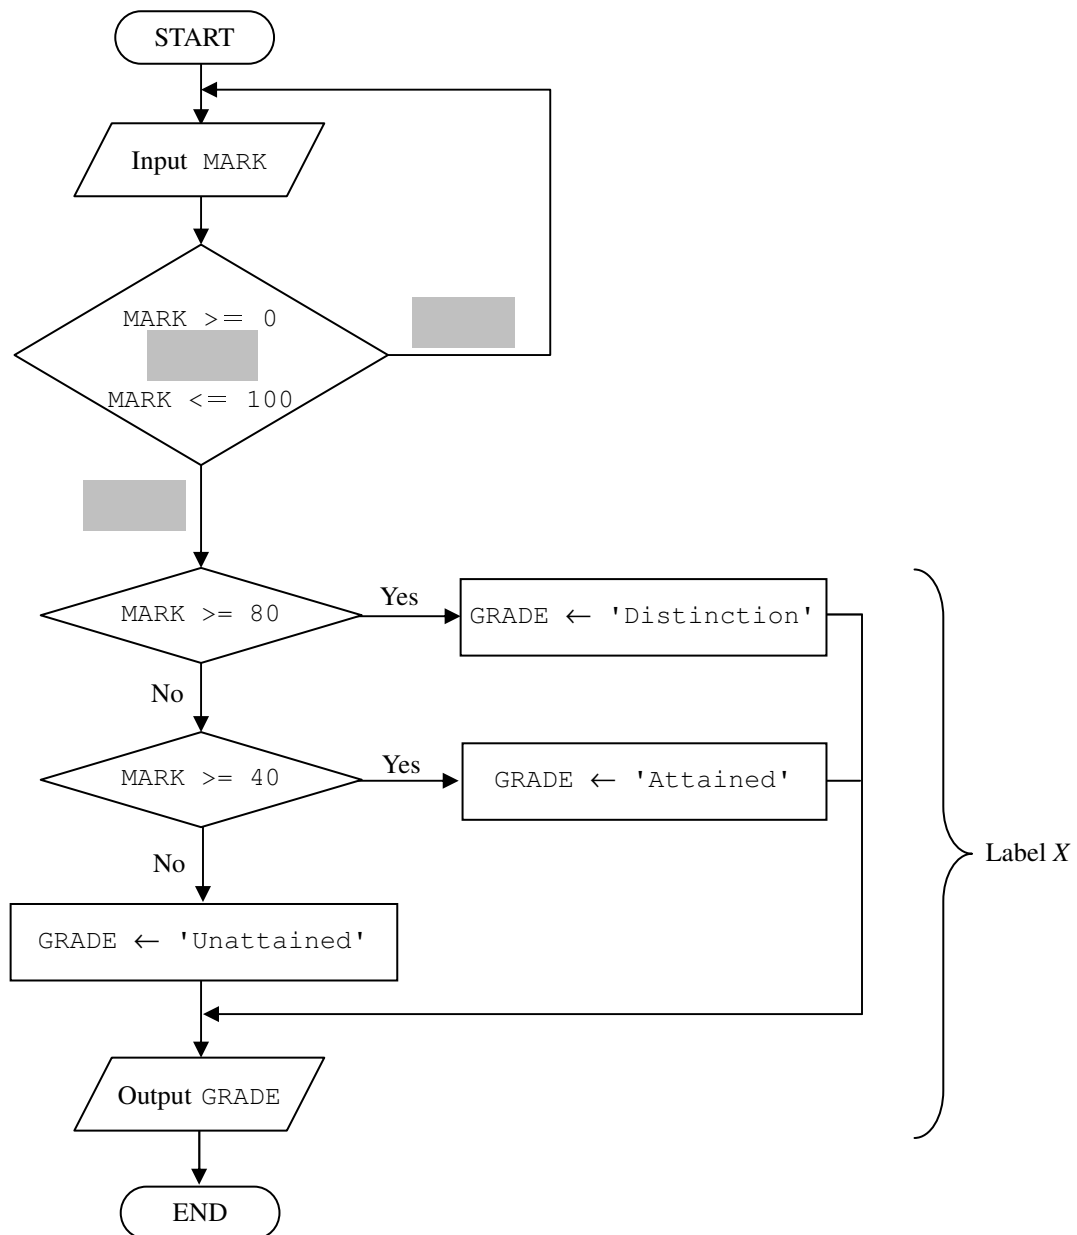 START
Input MARK
MARK >= 0
MARK <= 100
MARK >= 80
Yes
GRADE ← 'Distinction'
No
MARK >= 40
Yes
GRADE ← 'Attained'
No
Label X
GRADE ← 'Unattained'
Output GRADE
END